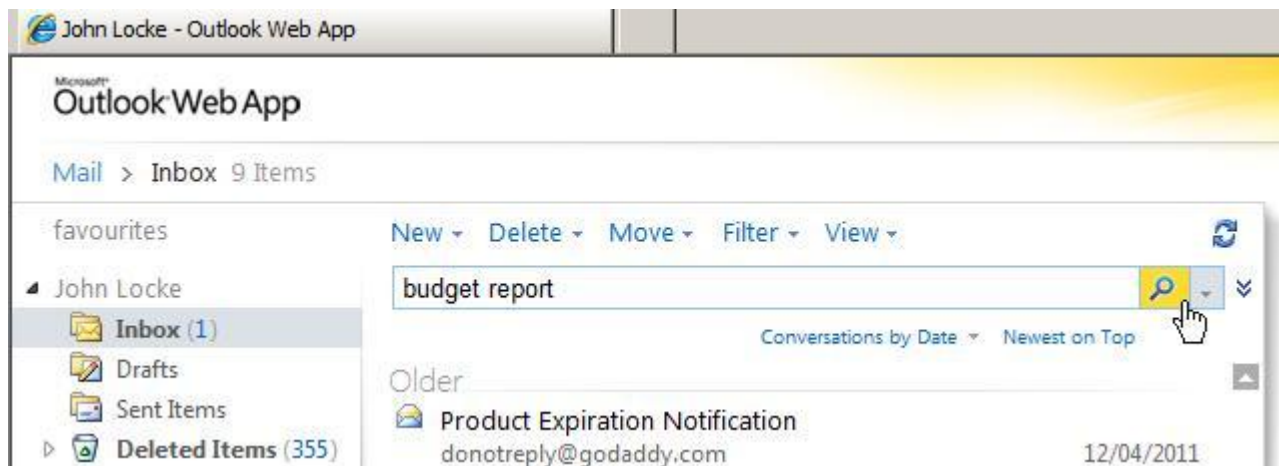 John Locke - Outlook Web App
Microsoft®
Outlook Web App
Mail > Inbox 9 Items
favourites
New Delete Move Filter View
John Locke
budget report
Inbox (1)
Conversations by Date Newest on Top
Drafts
Older
Sent Items
Product Expiration Notification
Deleted Items (355)
donotreply@godaddy.com 12/04/2011